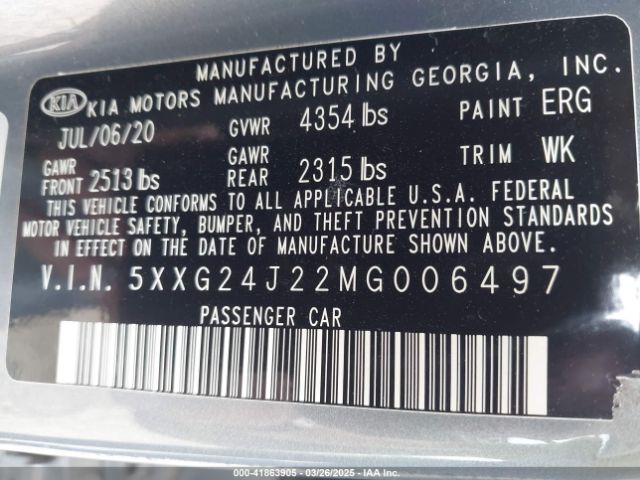 MANUFACTURED BY
KIA KIA MOTORS MANUFACTURING GEORGIA, INC.
JUL/06/20 GVWR 4354 lbs PAINT ERG
GAWR FRONT 2513 lbs GAWR REAR 2315 lbs TRIM WK
THIS VEHICLE CONFORMS TO ALL APPLICABLE U.S.A. FEDERAL
MOTOR VEHICLE SAFETY, BUMPER, AND THEFT PREVENTION STANDARDS
IN EFFECT ON THE DATE OF MANUFACTURE SHOWN ABOVE.
V.I.N. 5XXG24J22MG006497
PASSENGER CAR
000-41863905 - 03/26/2025 - IAA Inc.